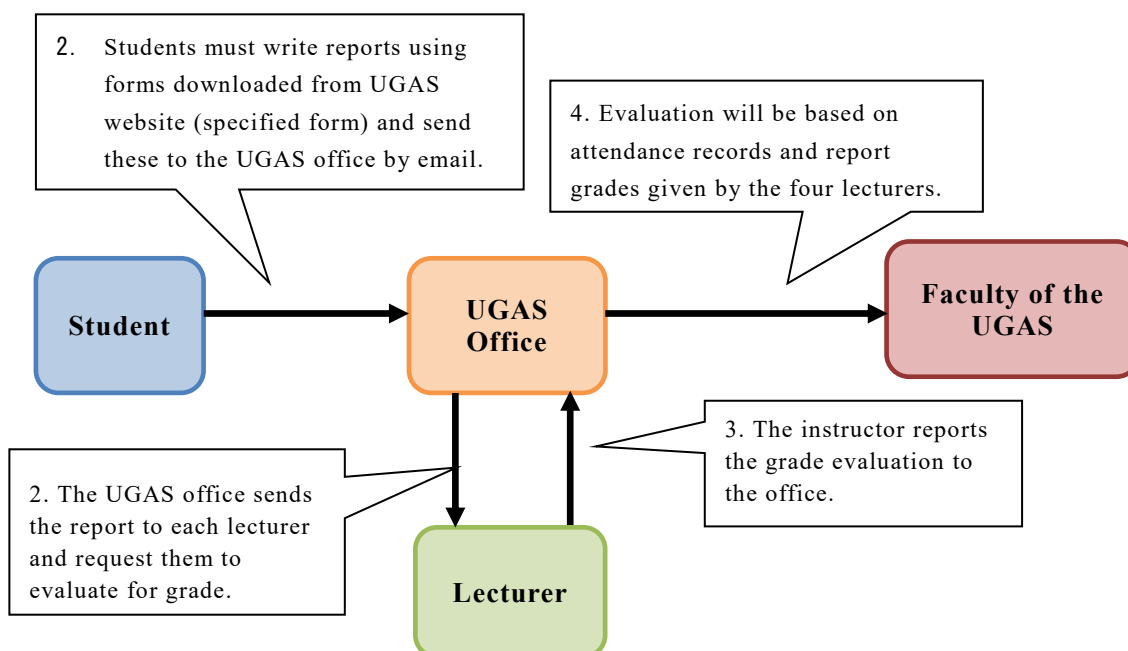 2. Students must write reports using
forms downloaded from UGAS
website (specified form) and send
these to the UGAS office by email.
4. Evaluation will be based on
attendance records and report
grades given by the four lecturers.
Student
UGAS
Office
Faculty of the
UGAS
2. The UGAS office sends
the report to each lecturer
and request them to
evaluate for grade.
3. The instructor reports
the grade evaluation to
the office.
Lecturer